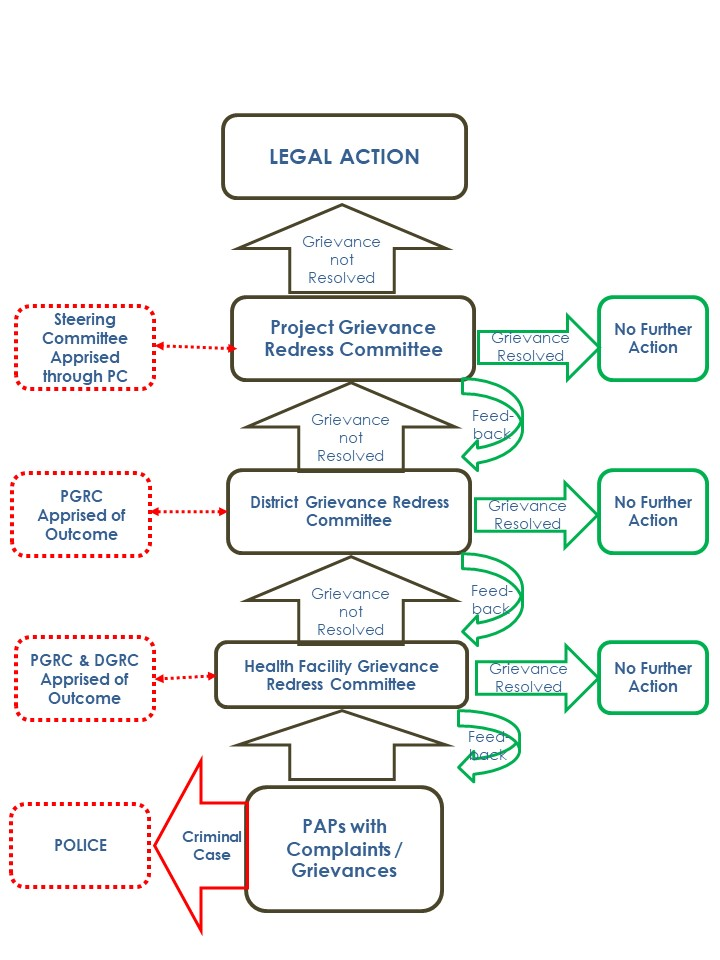 LEGAL ACTION
Grievance
not
Resolved
Steering
Committee
Apprised
through PC
Project Grievance
Redress Committee
Grievance
Resolved
No Further
Action
Feed-
back
Grievance
not
Resolved
PGRC
Apprised of
Outcome
District Grievance Redress
Committee
Grievance
Resolved
No Further
Action
Feed-
back
Grievance
not
Resolved
PGRC & DGRC
Apprised of
Outcome
Health Facility Grievance
Redress Committee
Grievance
Resolved
No Further
Action
Feed-
back
POLICE
Criminal
Case
PAPs with
Complaints /
Grievances